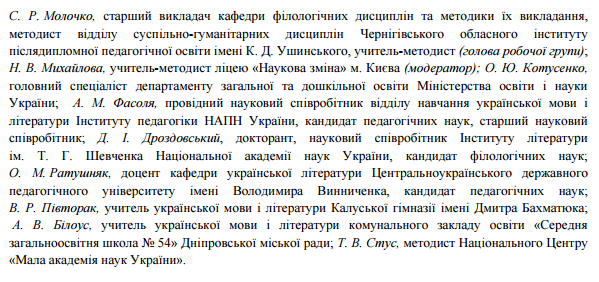 С. Р. Молочко, старший викладач кафедри філологічних дисциплін та методики їх викладання,
методист відділу суспільно-гуманітарних дисциплін Чернігівського обласного інституту
післядипломної педагогічної освіти імені К. Д. Ушинського, учитель-методист (голова робочої групи);
Н. В. Михайлова, учитель-методист ліцею «Наукова зміна» м. Києва (модератор); О. Ю. Котусенко,
головний спеціаліст департаменту загальної та дошкільної освіти Міністерства освіти і науки
України; А. М. Фасоля, провідний науковий співробітник відділу навчання української мови і
літератури Інституту педагогіки НАПН України, кандидат педагогічних наук, старший науковий
співробітник; Д. І. Дроздовський, докторант, науковий співробітник Інституту літератури
ім. Т. Г. Шевченка Національної академії наук України, кандидат філологічних наук;
О. М. Ратушняк, доцент кафедри української літератури Центральноукраїнського державного
педагогічного університету імені Володимира Винниченка, кандидат педагогічних наук;
В. Р. Півторак, учитель української мови і літератури Калуської гімназії імені Дмитра Бахматюка;
А. В. Білоус, учитель української мови і літератури комунального закладу освіти «Середня
загальноосвітня школа № 54» Дніпровської міської ради; Т. В. Стус, методист Національного Центру
«Мала академія наук України».